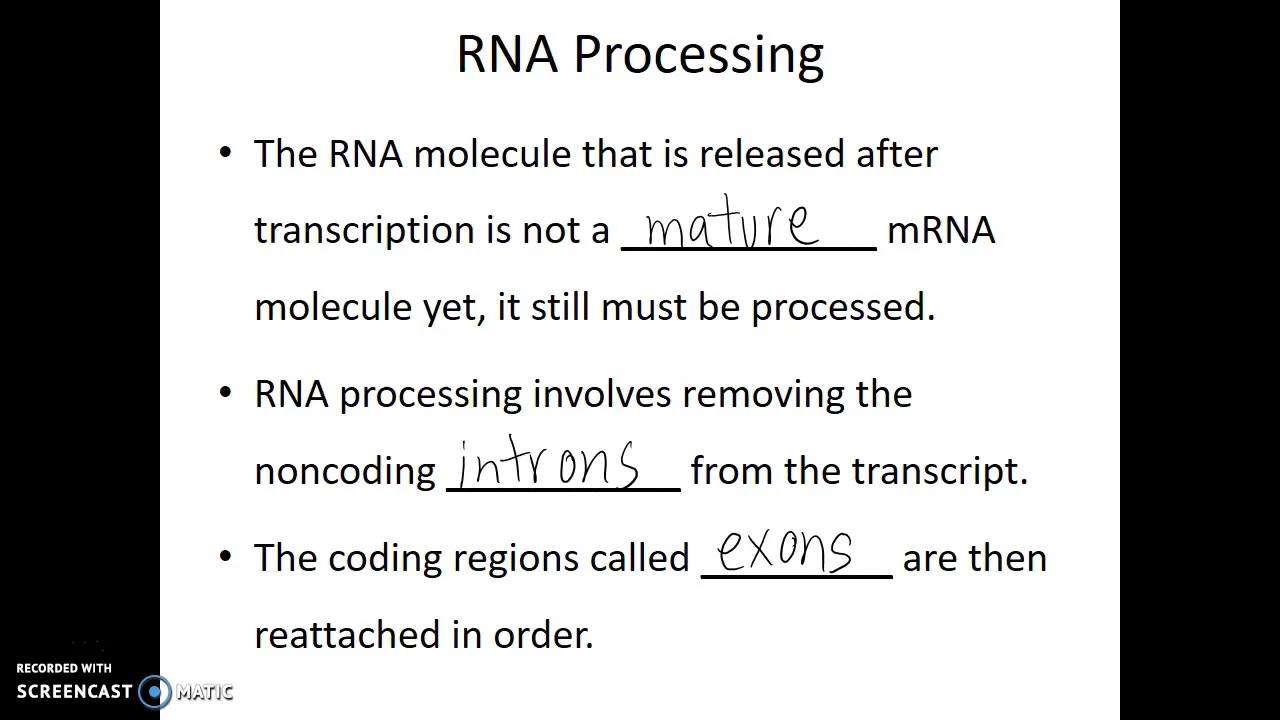 RNA Processing
• The RNA molecule that is released after
transcription is not a mature mRNA
molecule yet, it still must be processed.
• RNA processing involves removing the
noncoding introns from the transcript.
• The coding regions called exons are then
reattached in order.
RECORDED WITH
SCREENCAST MATIC